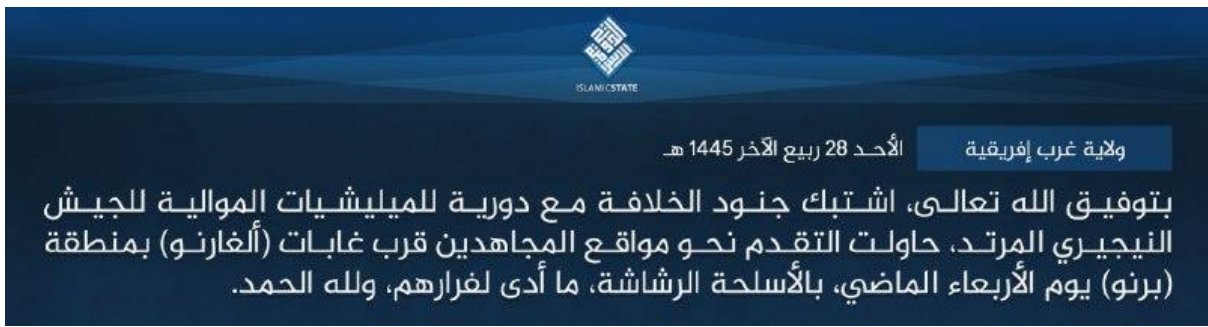 ISLAMICSTATE
ولاية غرب إفريقية الأحد 28 ربيع الآخر 1445 هـ
بتوفيق الله تعالى، اشتبك جنود الخلافة مع دورية للميليشيات الموالية للجيش
النيجيري المرتد، حاولت التقدم نحو مواقع المجاهدين قرب غابات (ألغارنو) بمنطقة
(برنو) يوم الأربعاء الماضي، بالأسلحة الرشاشة، ما أدى لفرارهم، ولله الحمد.